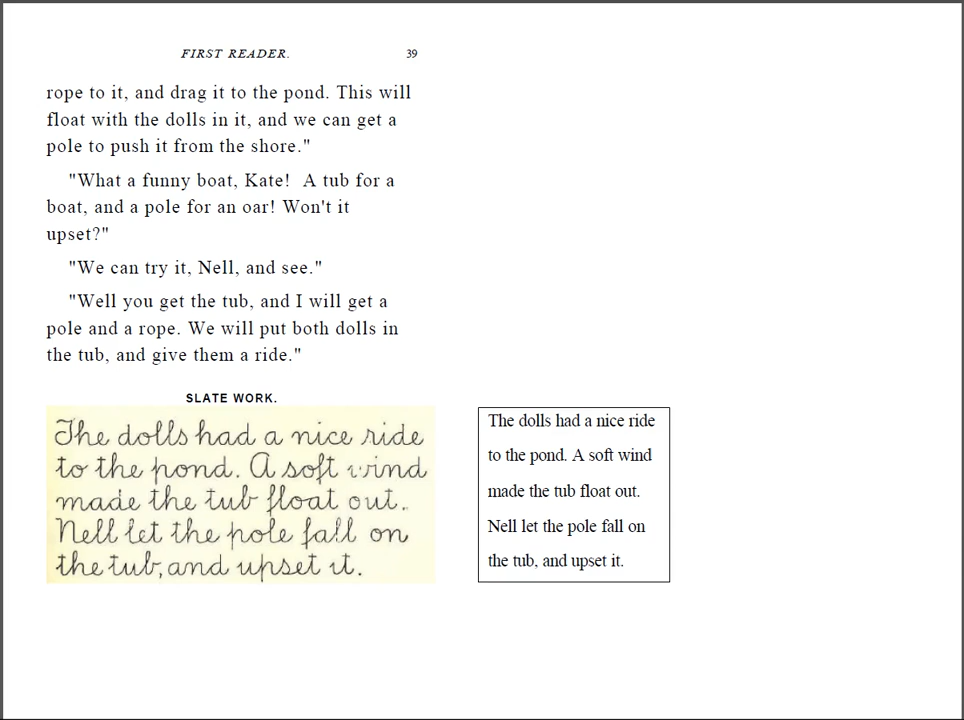 FIRST READER. 39
rope to it, and drag it to the pond. This will
float with the dolls in it, and we can get a
pole to push it from the shore."
"What a funny boat, Kate!  A tub for a
boat, and a pole for an oar! Won't it
upset?"
"We can try it, Nell, and see."
"Well you get the tub, and I will get a
pole and a rope. We will put both dolls in
the tub, and give them a ride."
SLATE WORK.
The dolls had a nice ride
to the pond. A soft wind
made the tub float out.
Nell let the pole fall on
the tub, and upset it.
The dolls had a nice ride
to the pond. A soft wind
made the tub float out.
Nell let the pole fall on
the tub, and upset it.